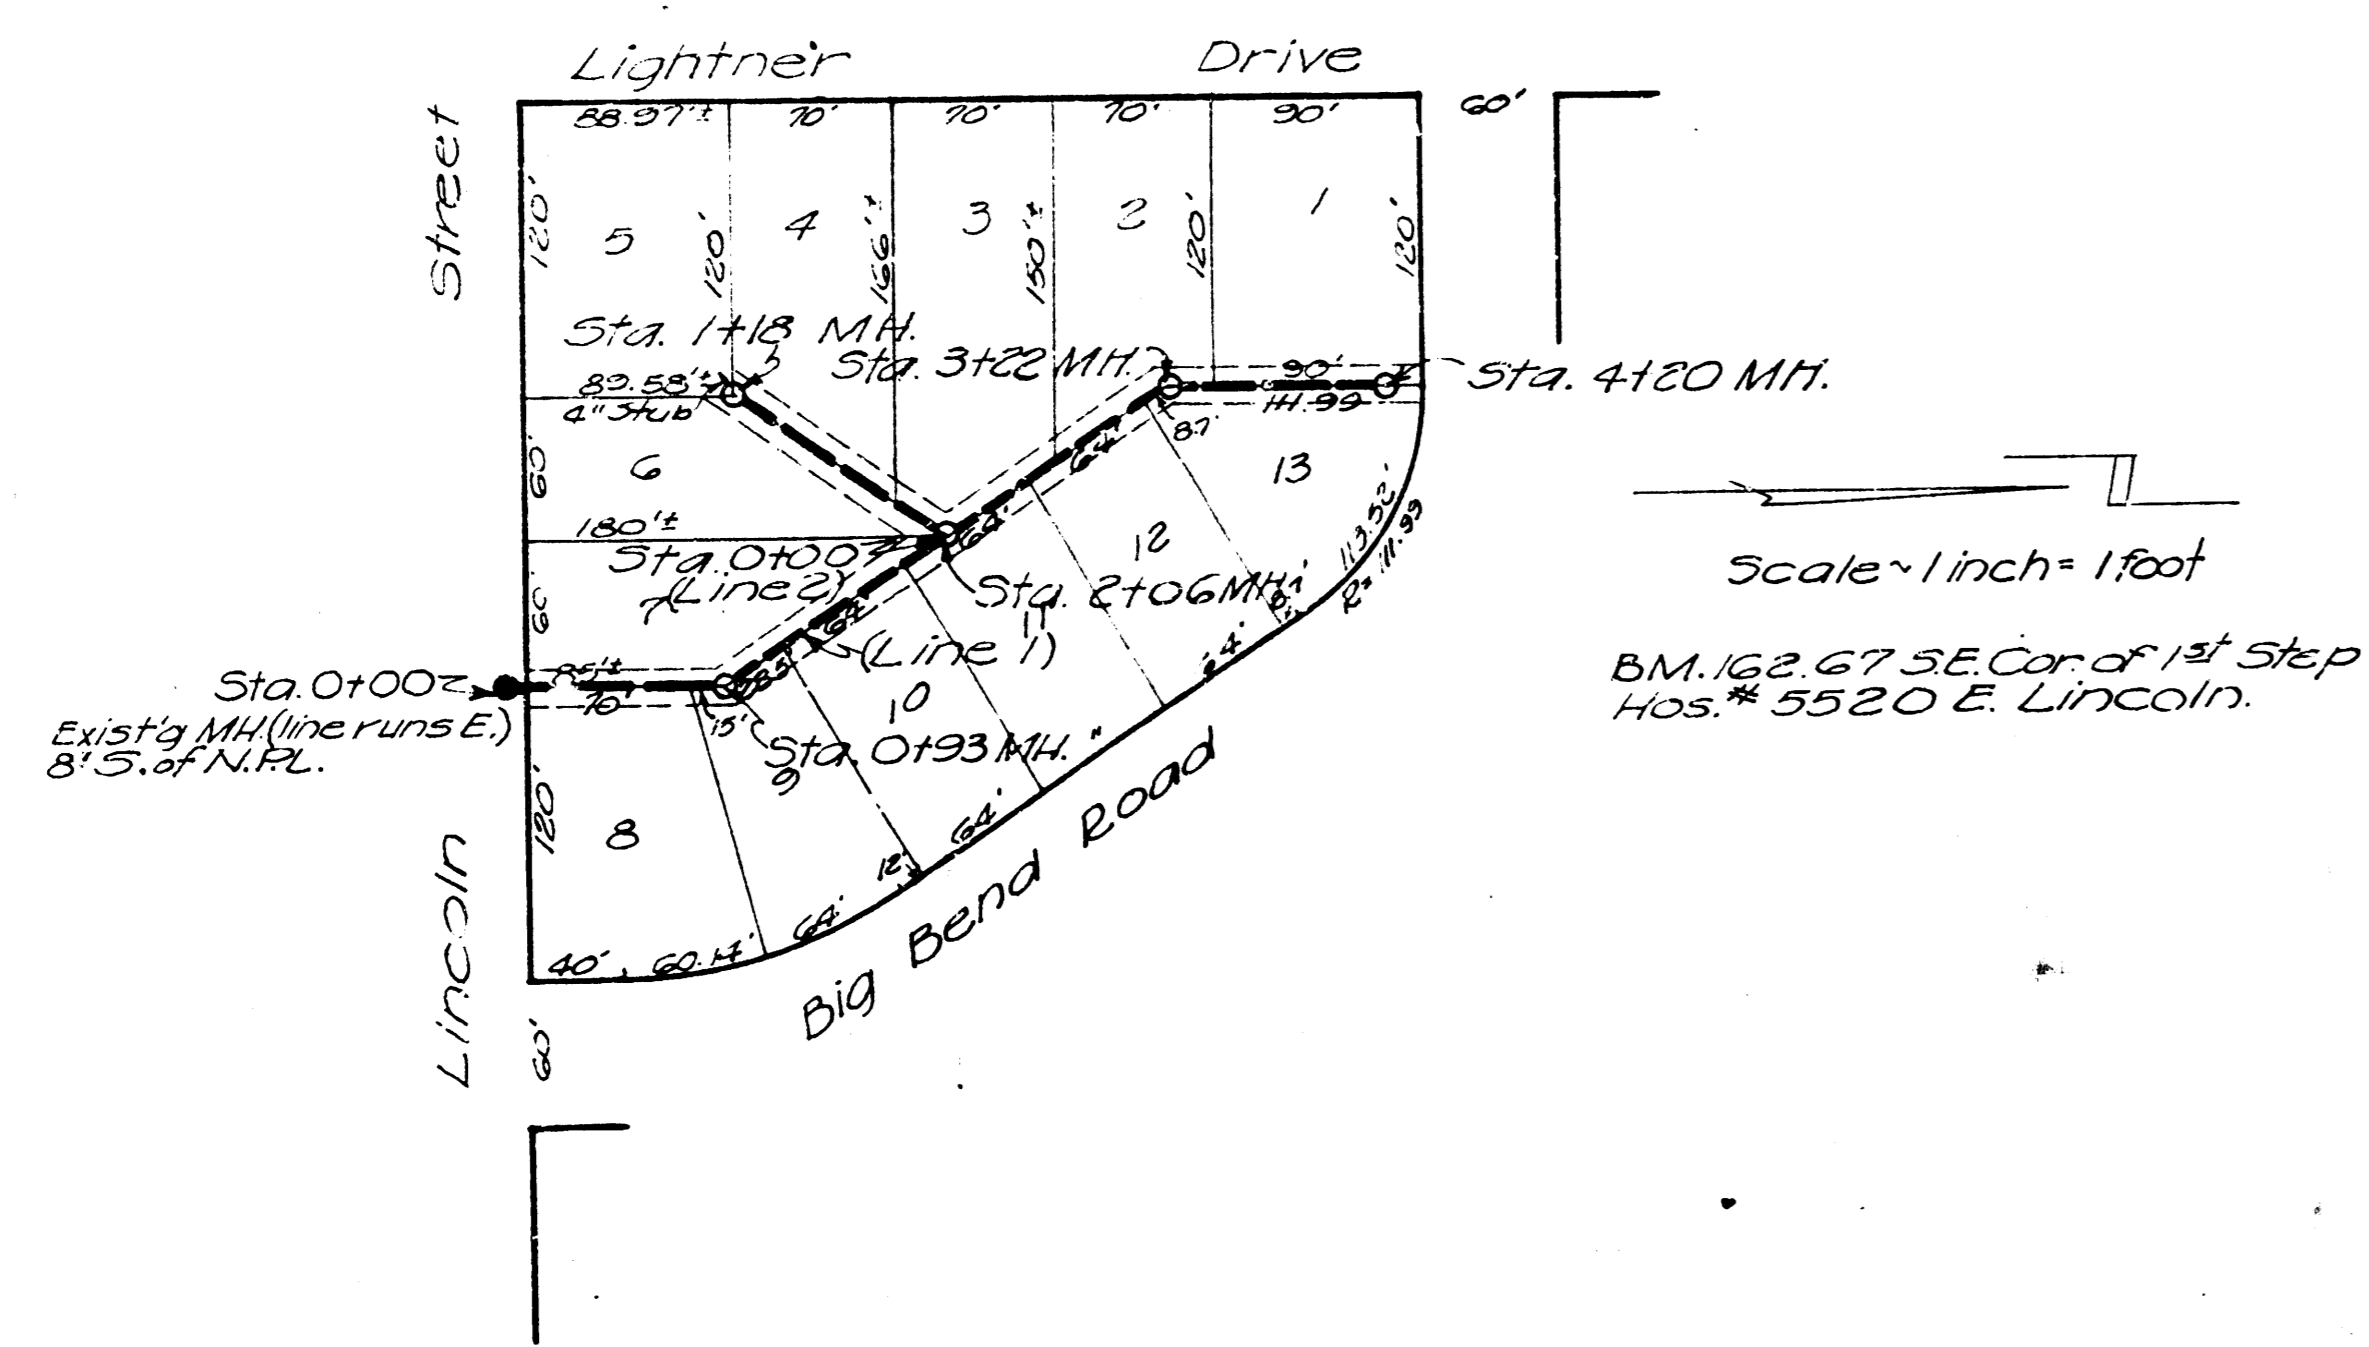 Lightner Drive
88.97'± 70' 70' 70' 90' 60'
Street
120' 5 120' 4 166'± 3 150'± 2 120' 1 120'
Sta. 1+18 MH.
Sta. 3+22 MH. 90' Sta. 4+20 MH.
89.58'±
4" Stub 111.99
87'
60' 6 64' 13
180'± 64' 12 113.52'
R= 111.99
Sta. 0+00
(Line 2)
60' 7 64' Sta. 2+06 MH.
11
(Line 1) 64'
85'±
Sta. 0+00
70' 10
Exist'g MH. (line runs E.) 15'
8' S. of N.P.L. Sta. 0+93 MH.
9
120' 8 64'
12'
64'
40' 60.17'
Lincoln
Big Bend Road
60'
Scale ~ 1 inch = 1 foot
BM. 162.67 S.E. Cor. of 1st Step
Hos. # 5520 E. Lincoln.